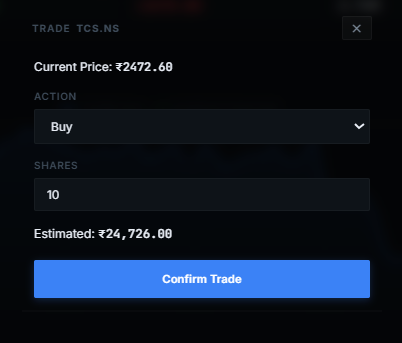 TRADE TCS.NS
Current Price: ₹2472.60
ACTION
Buy
SHARES
10
Estimated: ₹24,726.00
Confirm Trade